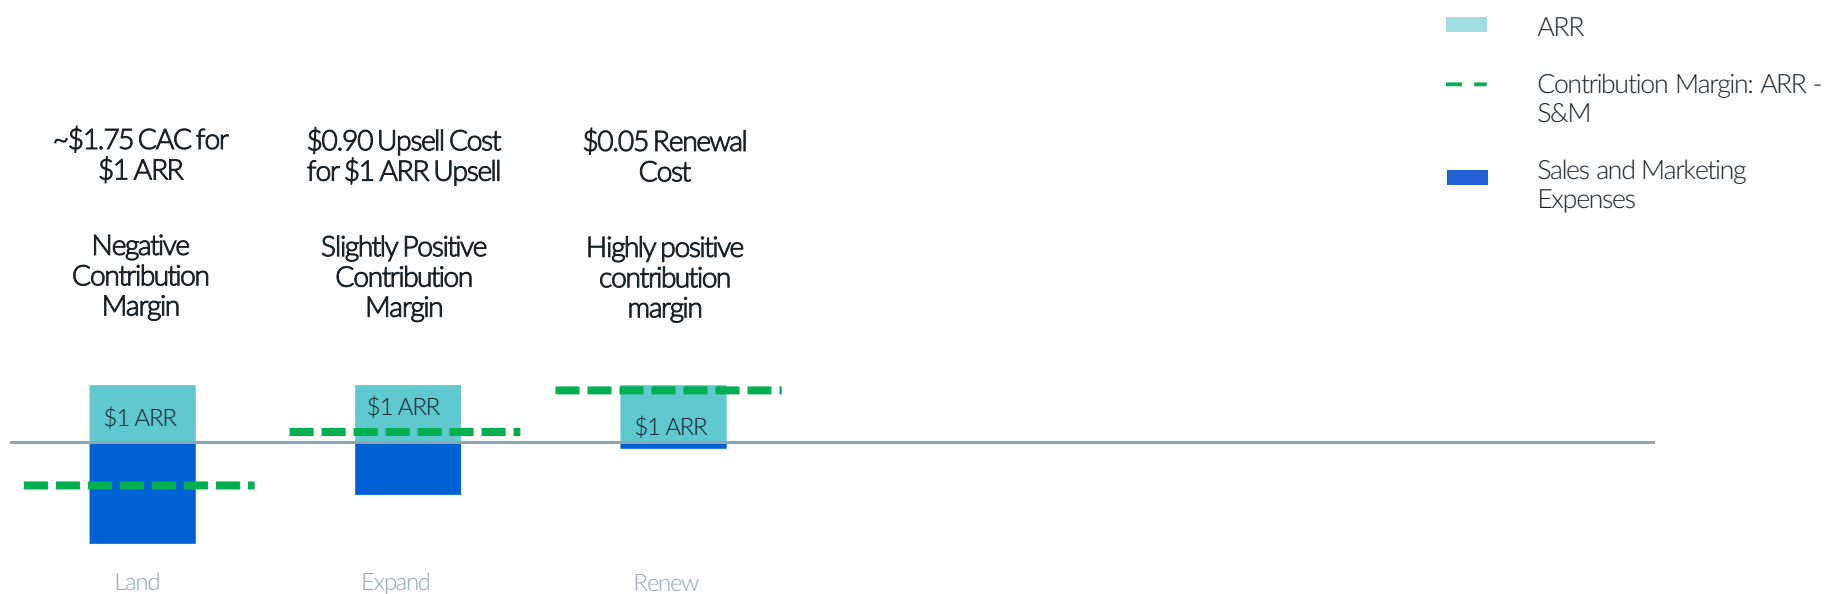 ARR
Contribution Margin: ARR -
S&M
Sales and Marketing
Expenses
~$1.75 CAC for
$1 ARR
Negative
Contribution
Margin
$1 ARR
Land
$0.90 Upsell Cost
for $1 ARR Upsell
Slightly Positive
Contribution
Margin
$1 ARR
Expand
$0.05 Renewal
Cost
Highly positive
contribution
margin
$1 ARR
Renew